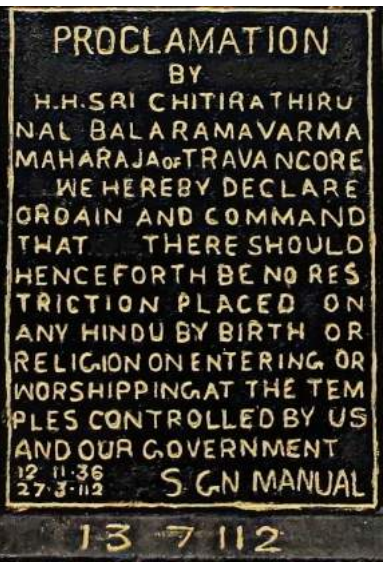 PROCLAMATION
BY
H.H.SRI CHITIRATHIRU
NAL BALARAMAVARMA
MAHARAJA OF TRAVANCORE
WE HEREBY DECLARE
ORDAIN AND COMMAND
THAT THERE SHOULD
HENCEFORTH BE NO RES
TRICTION PLACED ON
ANY HINDU BY BIRTH OR
RELIGION ON ENTERING OR
WORSHIPPING AT THE TEM
PLES CONTROLLED BY US
AND OUR GOVERNMENT
12.11.36
27.3.112 SIGN MANUAL
13 7 112